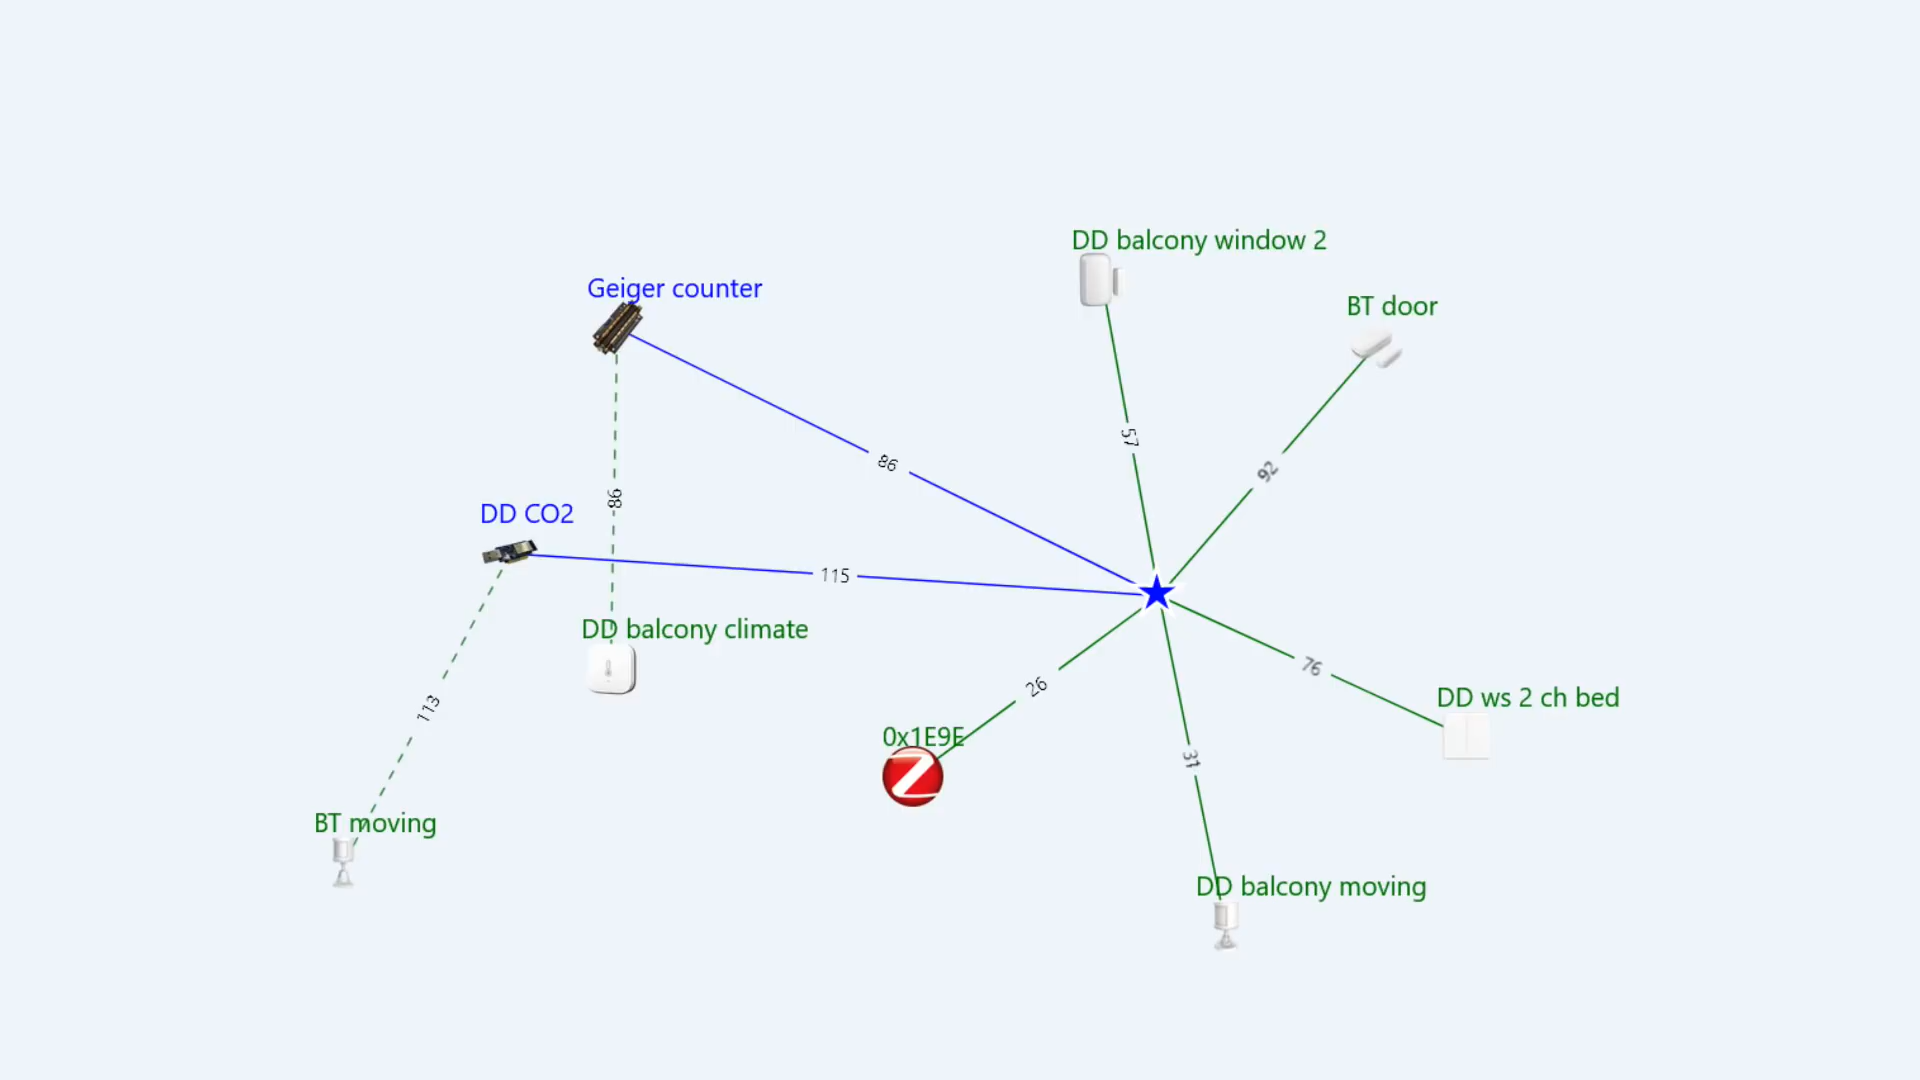 DD balcony window 2
Geiger counter
BT door
57
86
92
86
DD CO2
115
DD balcony climate
26
76
DD ws 2 ch bed
113
0x1E9E
31
BT moving
DD balcony moving